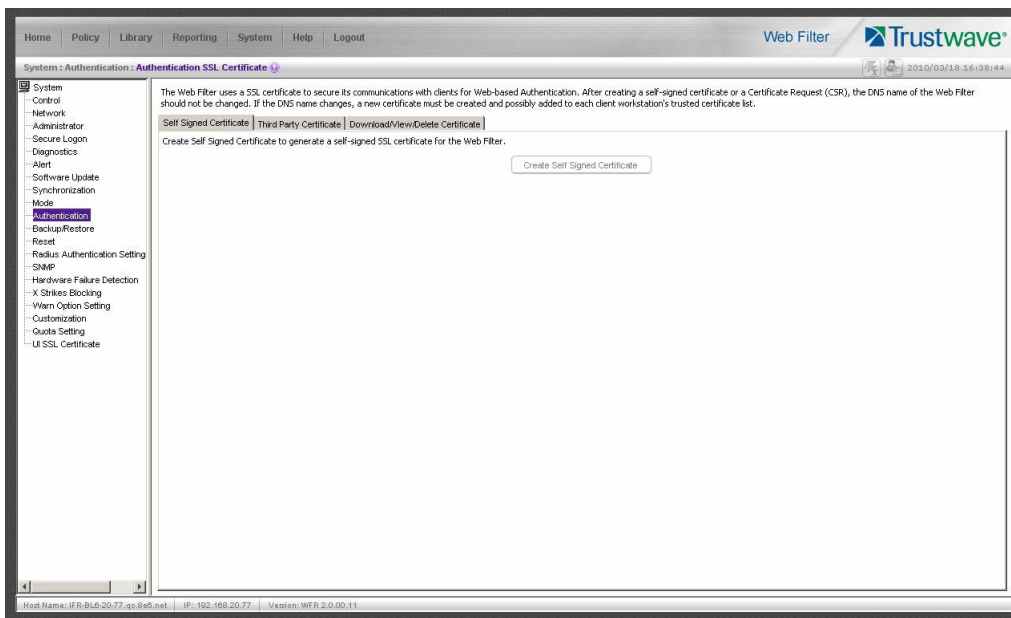 Home Policy Library Reporting System Help Logout
Web Filter
Trustwave®
System : Authentication : Authentication SSL Certificate
2010/03/18 16:38:44
System
Control
Network
Administrator
Secure Logon
Diagnostics
Alert
Software Update
Synchronization
Mode
Authentication
Backup/Restore
Reset
Radius Authentication Setting
SNMP
Hardware Failure Detection
X Strikes Blocking
Warn Option Setting
Customization
Quota Setting
UI SSL Certificate
The Web Filter uses a SSL certificate to secure its communications with clients for Web-based Authentication. After creating a self-signed certificate or a Certificate Request (CSR), the DNS name of the Web Filter
should not be changed. If the DNS name changes, a new certificate must be created and possibly added to each client workstation's trusted certificate list.
Self Signed Certificate Third Party Certificate Download/View/Delete Certificate
Create Self Signed Certificate to generate a self-signed SSL certificate for the Web Filter.
Create Self Signed Certificate
Host Name: IFR-BL6-20-77.qo.8e6.net IP: 192.168.20.77 Version: WFR 2.0.00.11